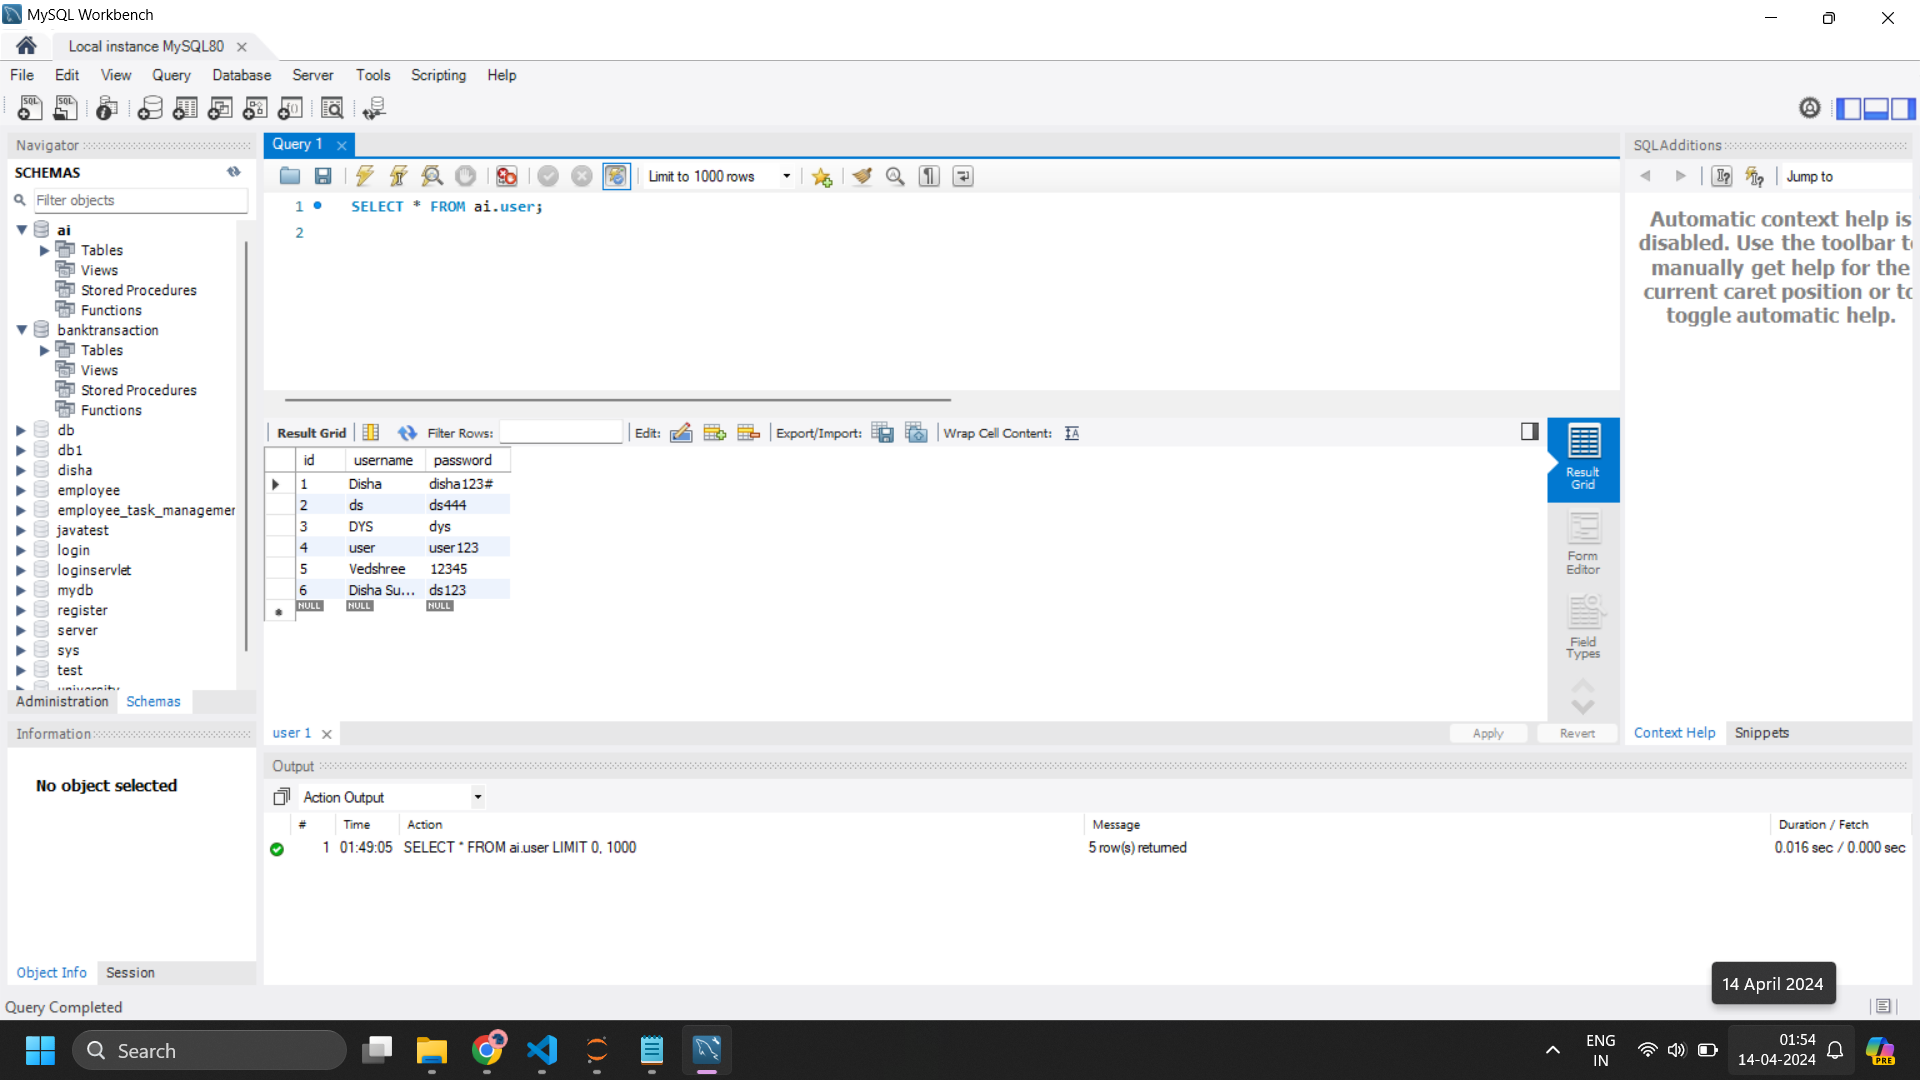 MySQL Workbench
Local instance MySQL80
File Edit View Query Database Server Tools Scripting Help
Navigator
SCHEMAS
Filter objects
ai
Tables
Views
Stored Procedures
Functions
banktransaction
Tables
Views
Stored Procedures
Functions
db
db1
disha
employee
employee_task_managemer
javatest
login
loginservlet
mydb
register
server
sys
test
university
Administration Schemas
Information
No object selected
Object Info Session
Query Completed
Query 1
Limit to 1000 rows
1 SELECT * FROM ai.user;
2
Result Grid Filter Rows: Edit: Export/Import: Wrap Cell Content:
id username password
1 Disha disha123#
2 ds ds444
3 DYS dys
4 user user123
5 Vedshree 12345
6 Disha Su... ds123
NULL NULL NULL
Result
Grid
Form
Editor
Field
Types
user 1
Apply Revert
Output
Action Output
# Time Action Message Duration / Fetch
1 01:49:05 SELECT * FROM ai.user LIMIT 0, 1000 5 row(s) returned 0.016 sec / 0.000 sec
SQLAdditions
Jump to
Automatic context help is
disabled. Use the toolbar to
manually get help for the
current caret position or to
toggle automatic help.
Context Help Snippets
14 April 2024
Search
ENG
IN
01:54
14-04-2024
PRE